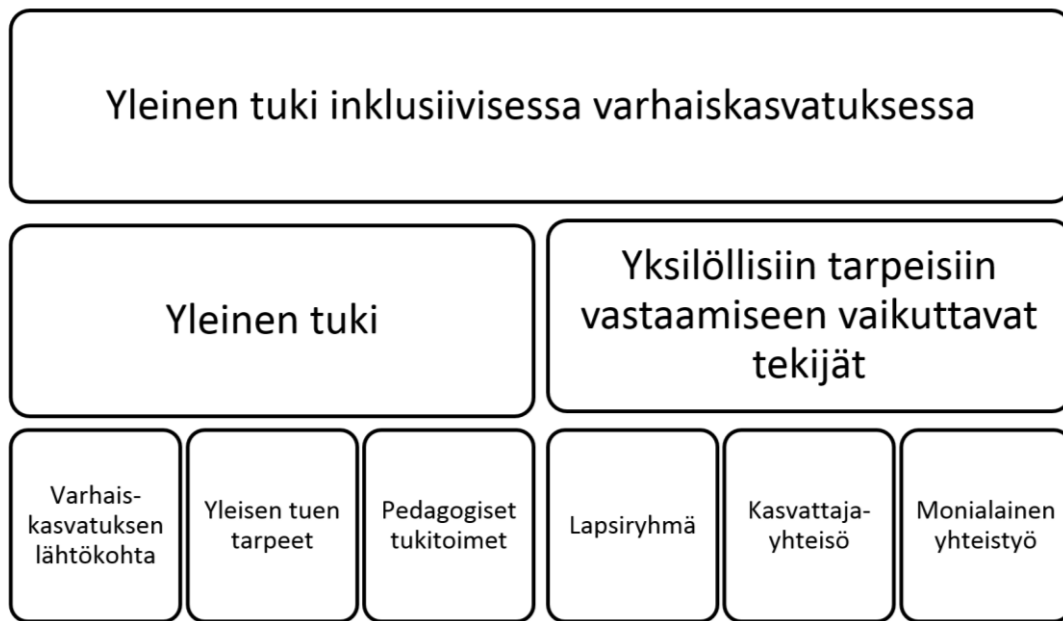 Yleinen tuki inklusiivisessa varhaiskasvatuksessa
Yleinen tuki
Yksilöllisiin tarpeisiin
vastaamiseen vaikuttavat
tekijät
Varhais-
kasvatuksen
lähtökohta
Yleisen tuen
tarpeet
Pedagogiset
tukitoimet
Lapsiryhmä
Kasvattaja-
yhteisö
Monialainen
yhteistyö